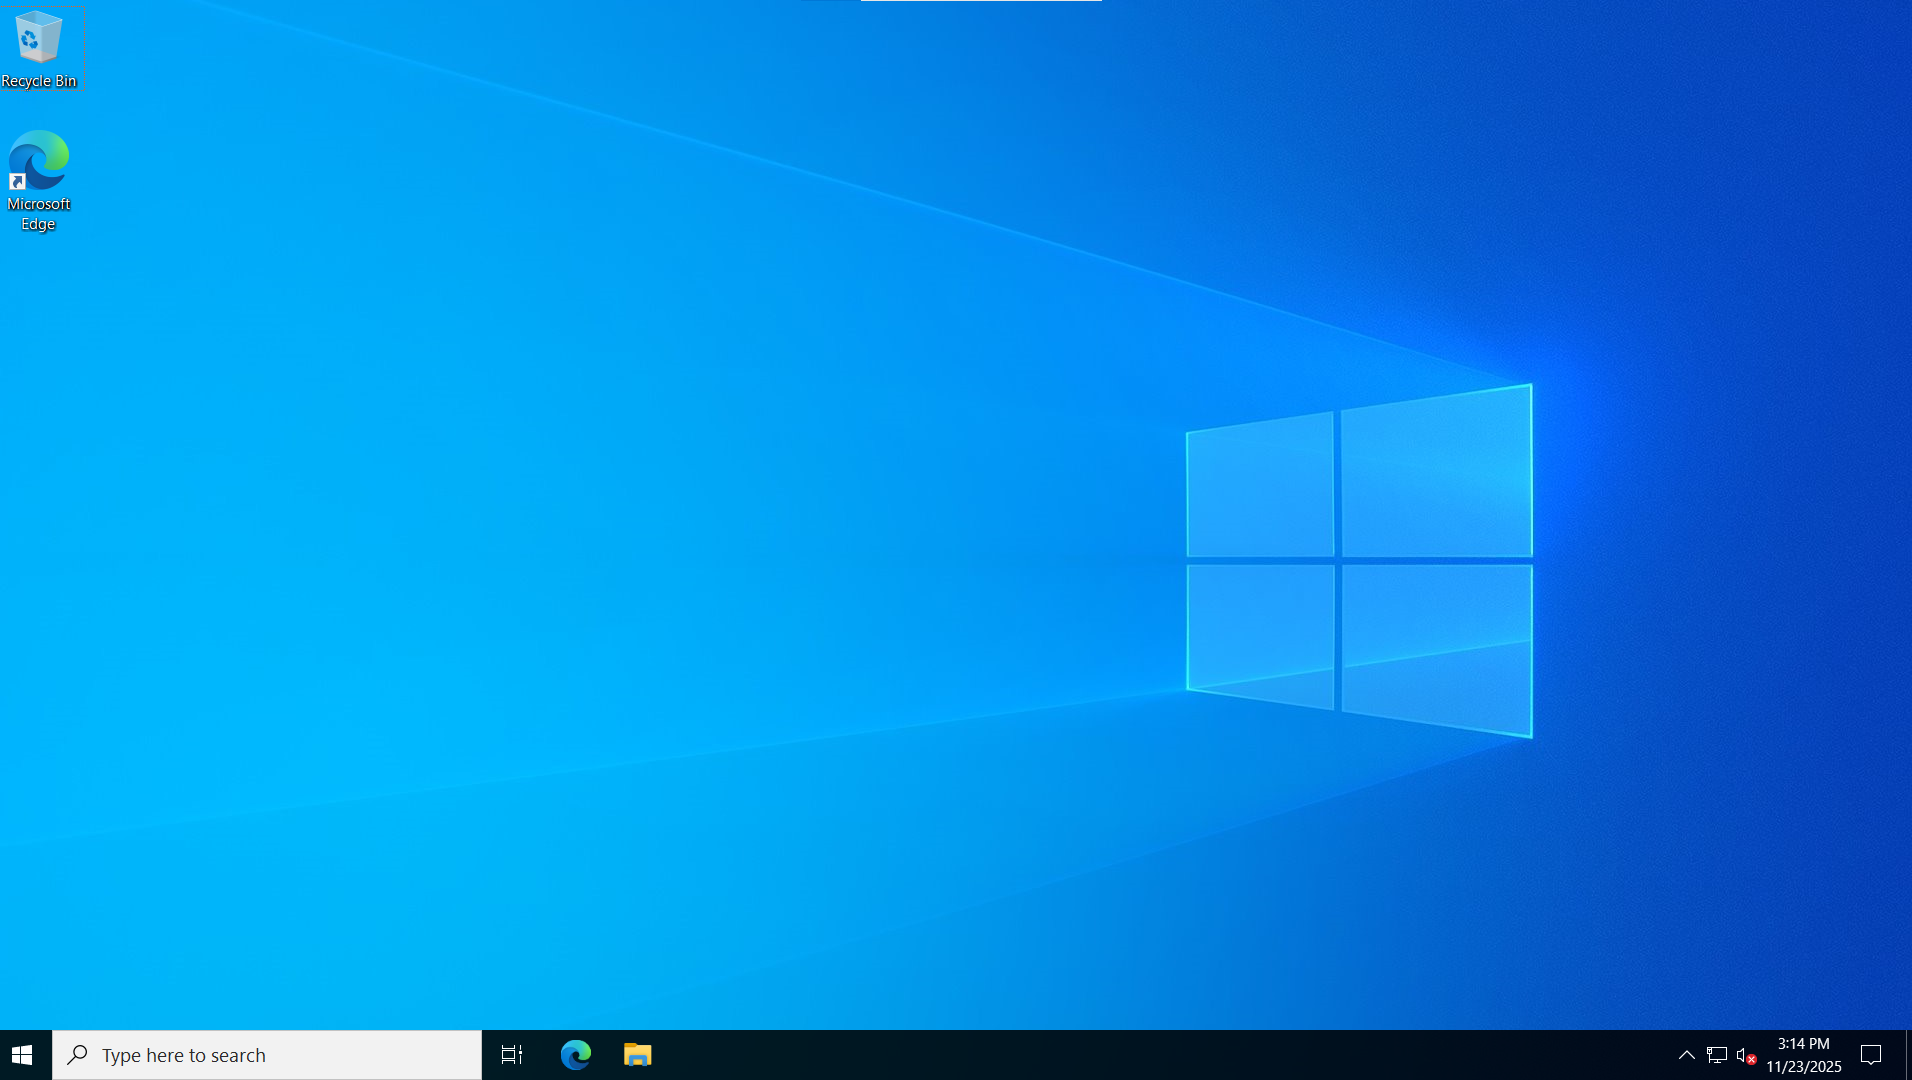 Recycle Bin
Microsoft
Edge
Type here to search
3:14 PM
11/23/2025